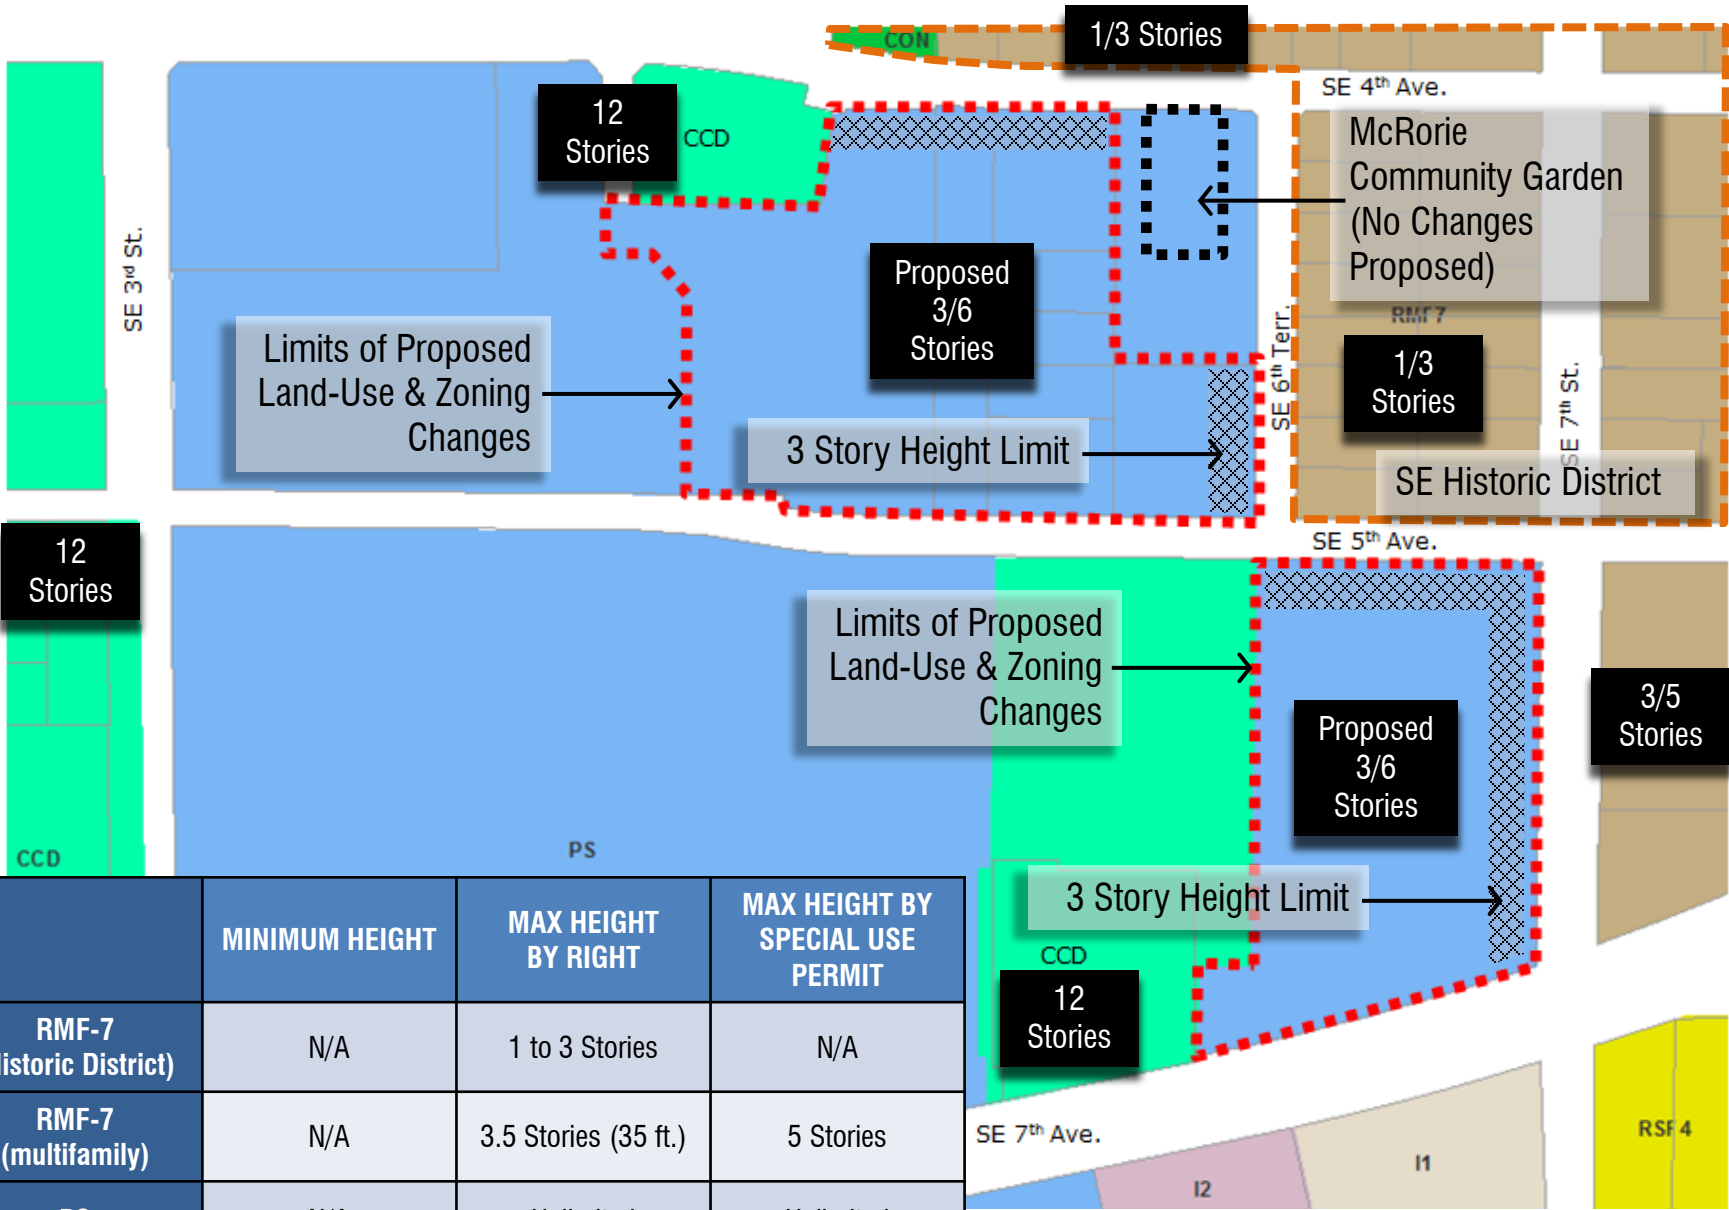 CON
1/3 Stories
SE 4th Ave.
12
Stories
CCD
McRorie
Community Garden
(No Changes
Proposed)
SE 3rd St.
Proposed
3/6
Stories
RMF7
Limits of Proposed
Land-Use & Zoning
Changes
SE 6th Terr.
1/3
Stories
SE 7th St.
3 Story Height Limit
SE Historic District
12
Stories
SE 5th Ave.
Limits of Proposed
Land-Use & Zoning
Changes
3/5
Stories
Proposed
3/6
Stories
CCD
PS
3 Story Height Limit
CCD
12
Stories
MINIMUM HEIGHT
MAX HEIGHT
BY RIGHT
MAX HEIGHT BY
SPECIAL USE
PERMIT
RMF-7
istoric District)
N/A
1 to 3 Stories
N/A
RMF-7
(multifamily)
N/A
3.5 Stories (35 ft.)
5 Stories
SE 7th Ave.
I2
I1
RSF4